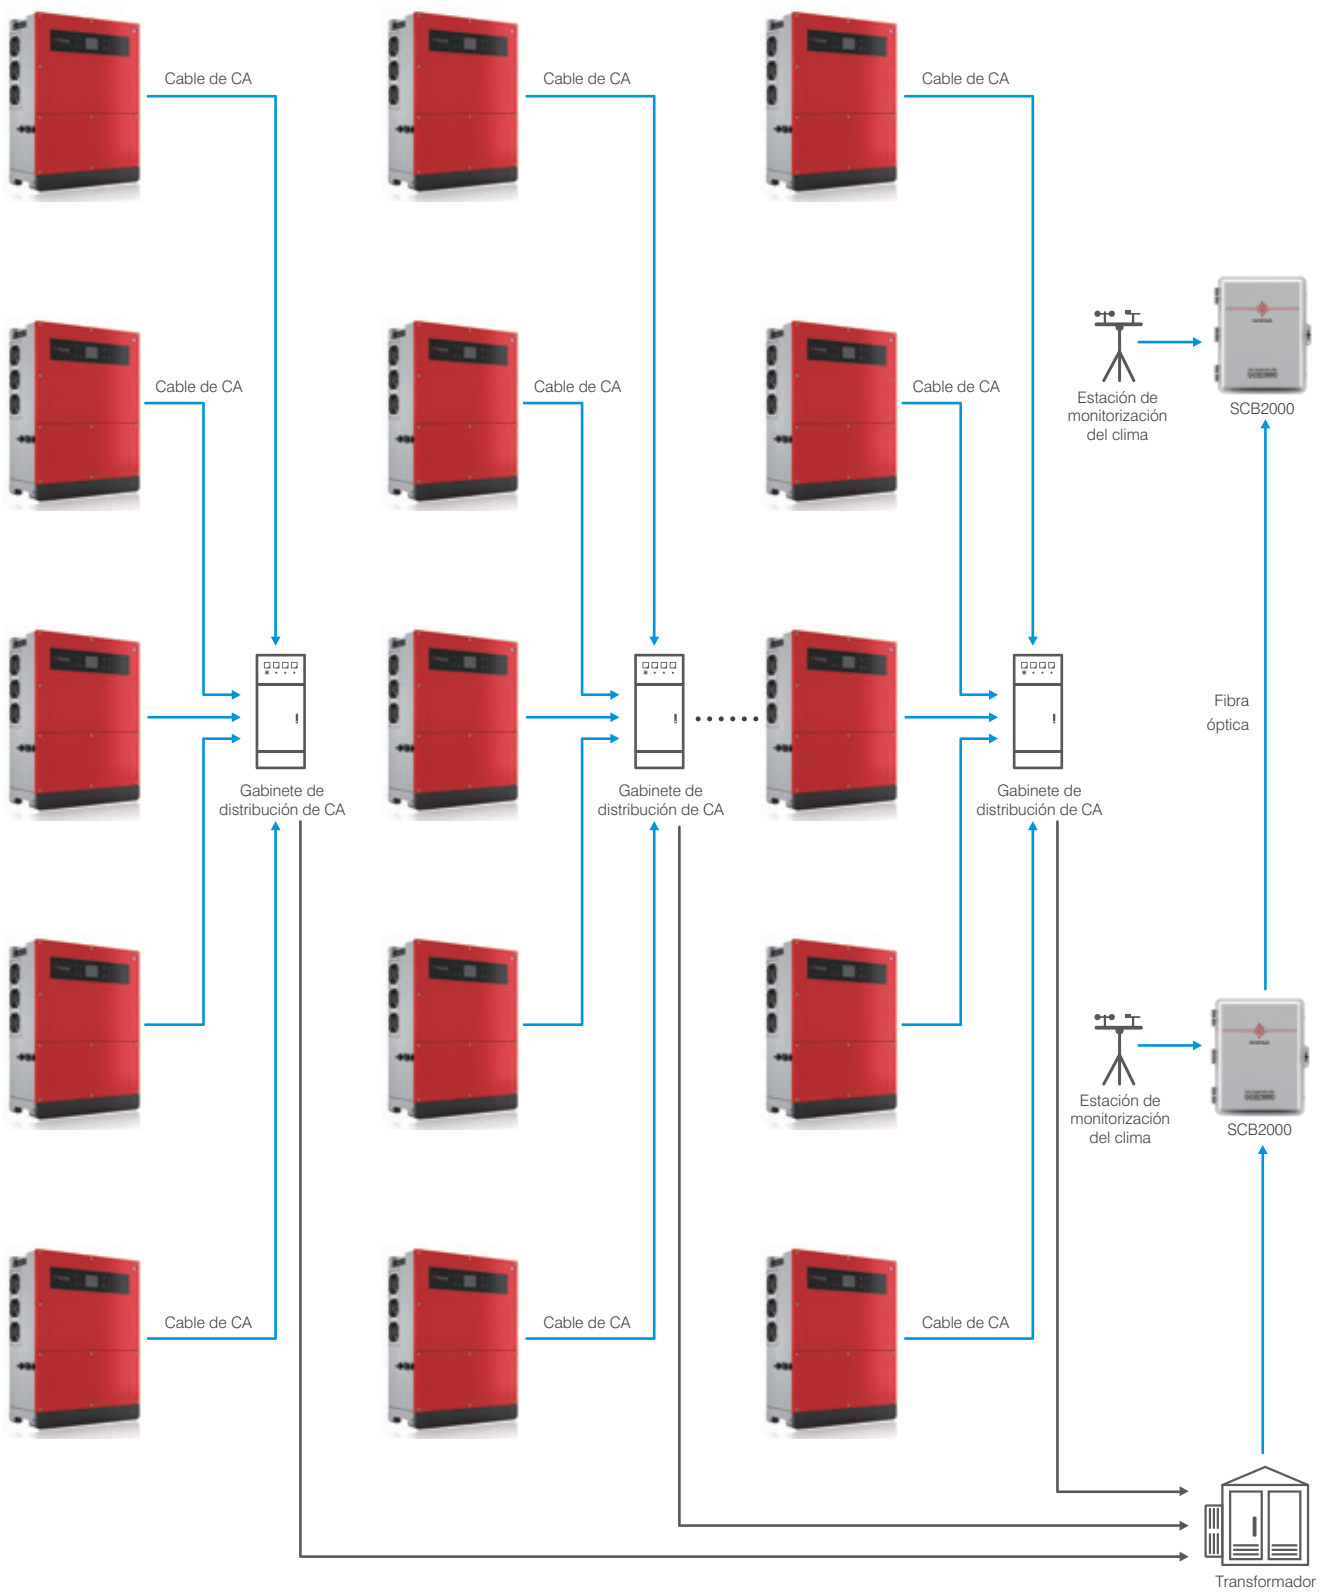 Cable de CA
Cable de CA
Cable de CA
Cable de CA
Cable de CA
Cable de CA
Estación de
monitorización
del clima
SCB2000
SCB2000
Fibra
óptica
Gabinete de
distribución de CA
Gabinete de
distribución de CA
Gabinete de
distribución de CA
Estación de
monitorización
del clima
SCB2000
SCB2000
Cable de CA
Cable de CA
Cable de CA
Transformador